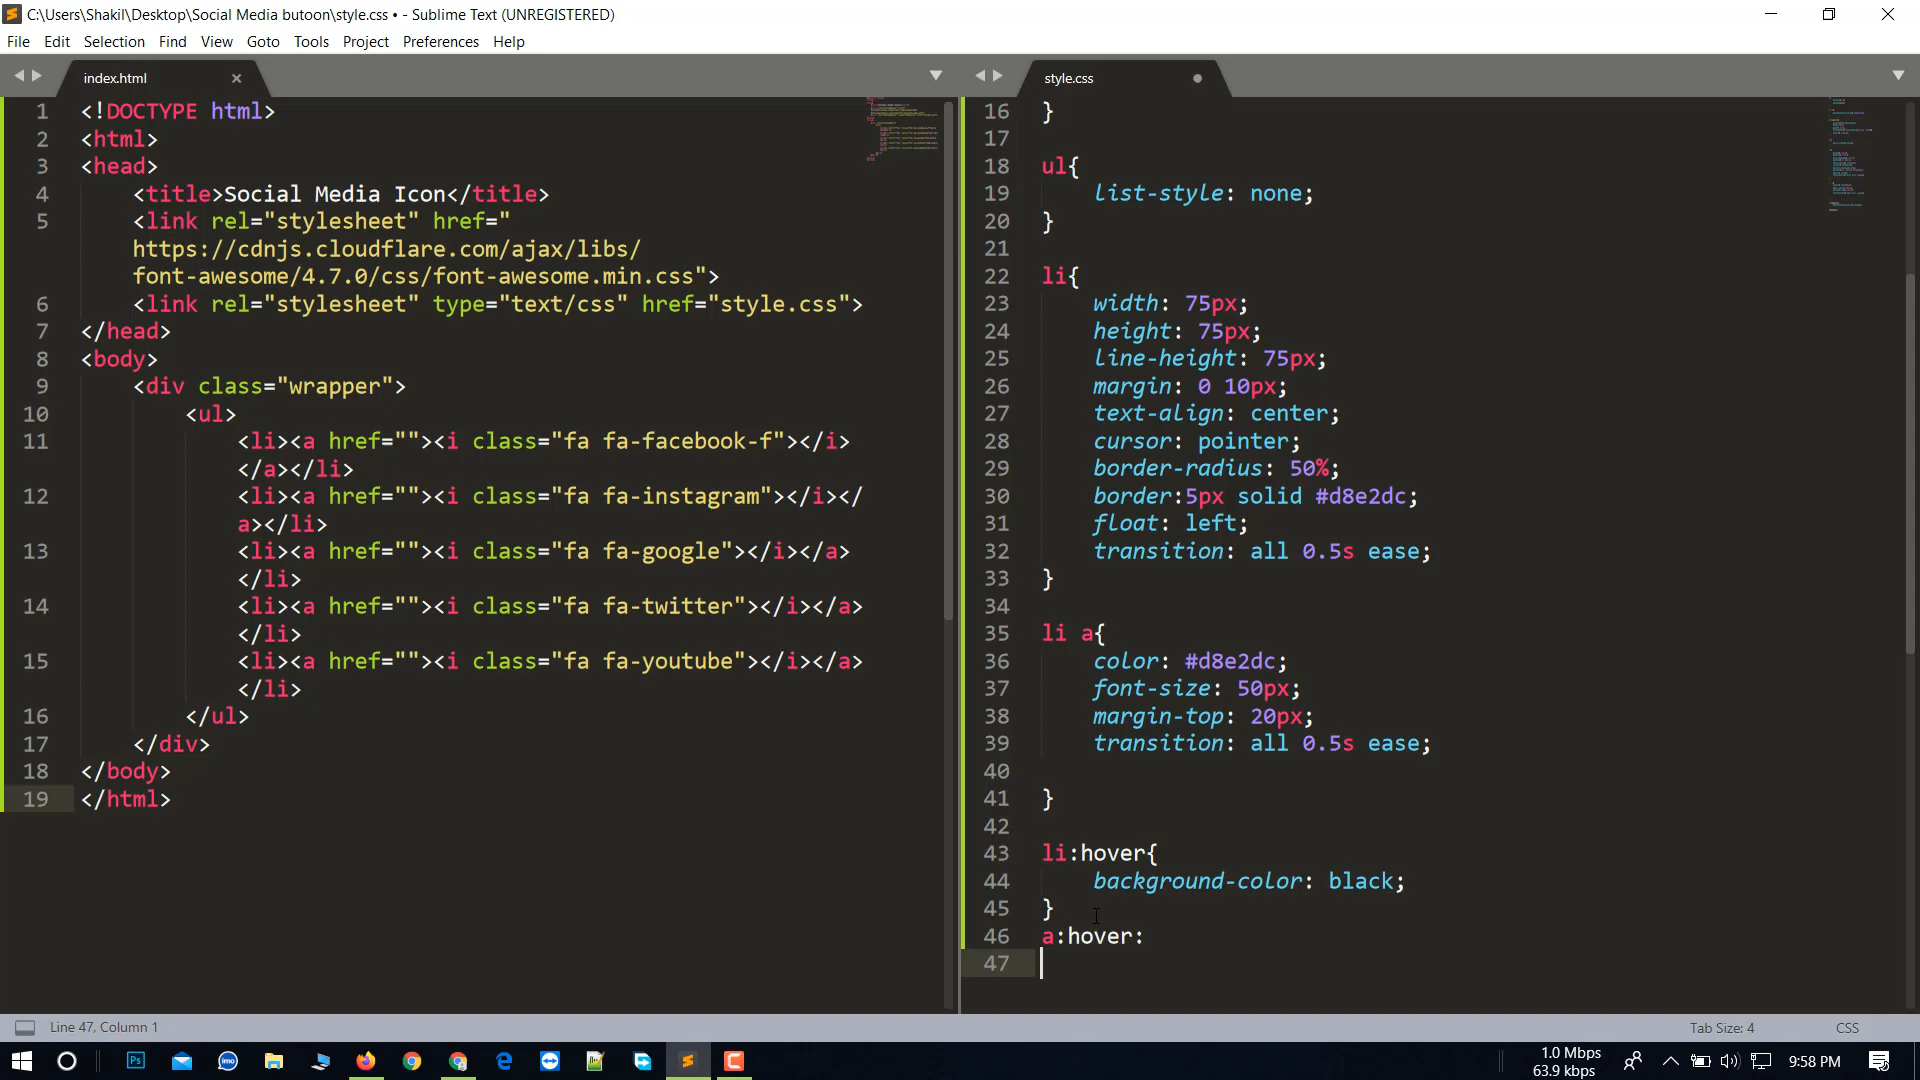 C:\Users\Shakil\Desktop\Social Media butoon\style.css • - Sublime Text (UNREGISTERED)
File Edit Selection Find View Goto Tools Project Preferences Help
index.html
1 <!DOCTYPE html>
2 <html>
3 <head>
4 <title>Social Media Icon</title>
5 <link rel="stylesheet" href="
https://cdnjs.cloudflare.com/ajax/libs/
font-awesome/4.7.0/css/font-awesome.min.css">
6 <link rel="stylesheet" type="text/css" href="style.css">
7 </head>
8 <body>
9 <div class="wrapper">
10 <ul>
11 <li><a href=""><i class="fa fa-facebook-f"></i>
</a></li>
12 <li><a href=""><i class="fa fa-instagram"></i></
a></li>
13 <li><a href=""><i class="fa fa-google"></i></a>
</li>
14 <li><a href=""><i class="fa fa-twitter"></i></a>
</li>
15 <li><a href=""><i class="fa fa-youtube"></i></a>
</li>
16 </ul>
17 </div>
18 </body>
19 </html>
style.css
16 }
17
18 ul{
19 list-style: none;
20 }
21
22 li{
23 width: 75px;
24 height: 75px;
25 line-height: 75px;
26 margin: 0 10px;
27 text-align: center;
28 cursor: pointer;
29 border-radius: 50%;
30 border:5px solid #d8e2dc;
31 float: left;
32 transition: all 0.5s ease;
33 }
34
35 li a{
36 color: #d8e2dc;
37 font-size: 50px;
38 margin-top: 20px;
39 transition: all 0.5s ease;
40
41 }
42
43 li:hover{
44 background-color: black;
45 }
46 a:hover:
47
Line 47, Column 1
Tab Size: 4 CSS
Ps
imo
1.0 Mbps
63.9 kbps
9:58 PM